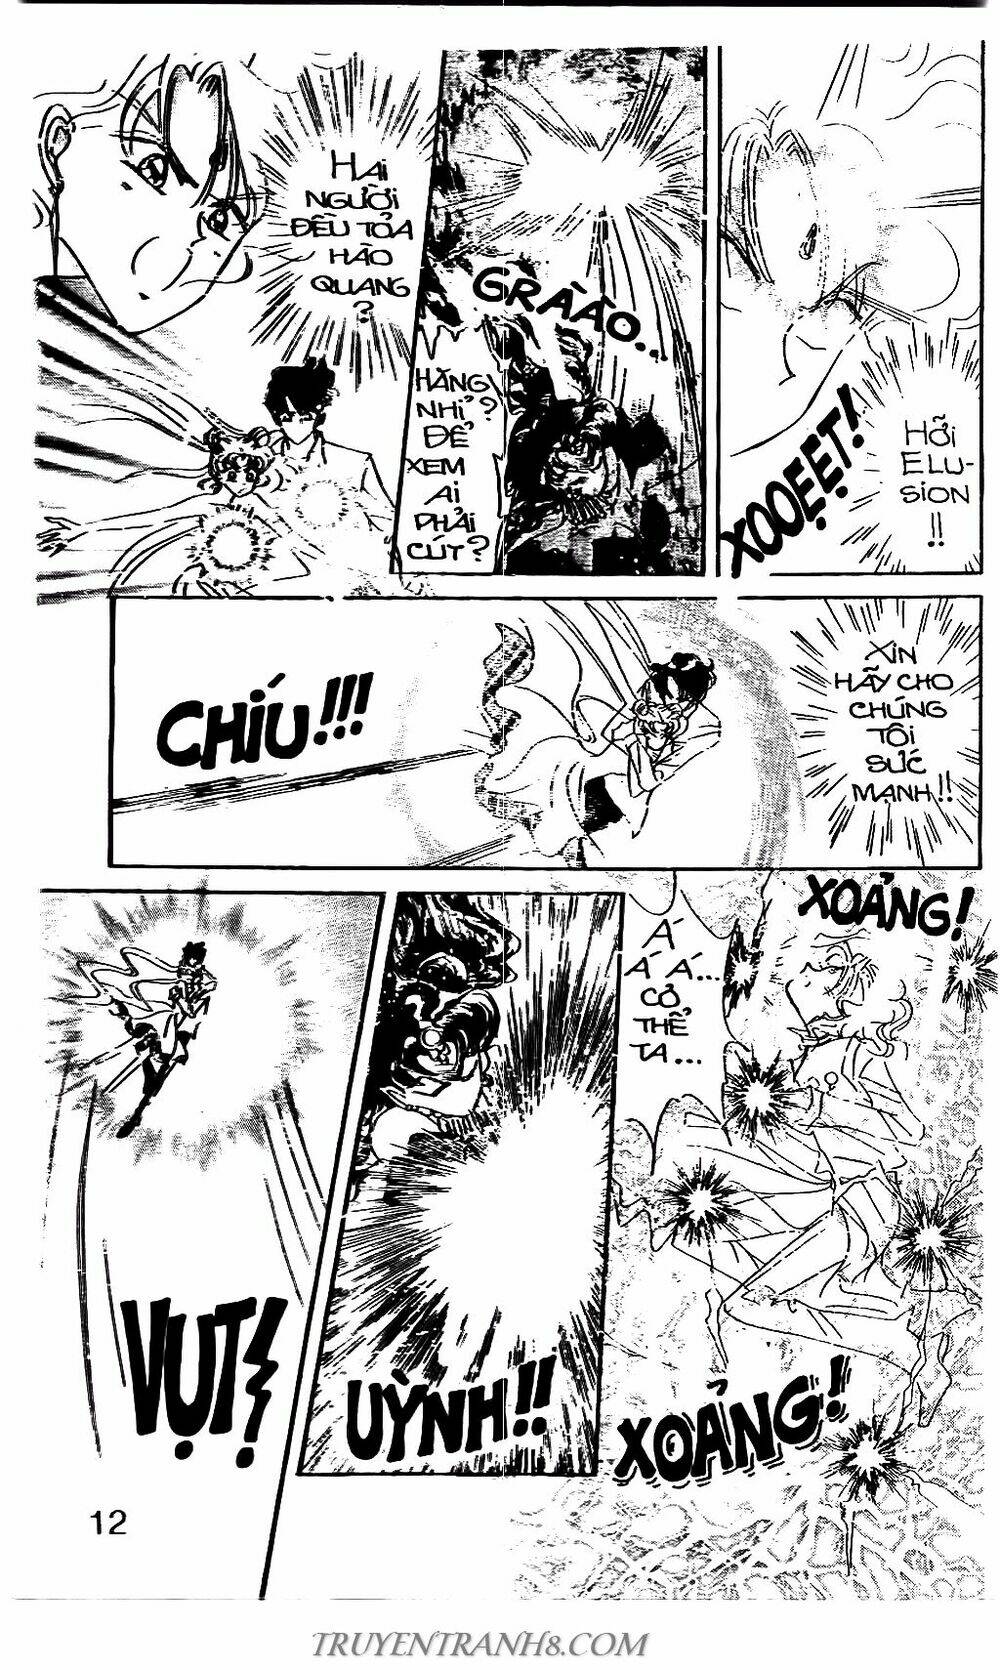 HAI
NGƯỜI
ĐỀU TỎA
HÀO
QUANG
?
GRÀÀO...
HĂNG
NHỈ?
ĐỂ
XEM
AI
PHẢI
CÚT?
XOOẸẸT!
HỠI
ELU-
SION
!!
CHÍU!!!
XIN
HÃY CHO
CHÚNG
TÔI
SỨC
MẠNH!!
VỤT!
UỲNH!!
Á
Á Á...
CÓ
THỂ
TA...
XOẢNG!
XOẢNG!
12
TRUYENTRANH8.COM